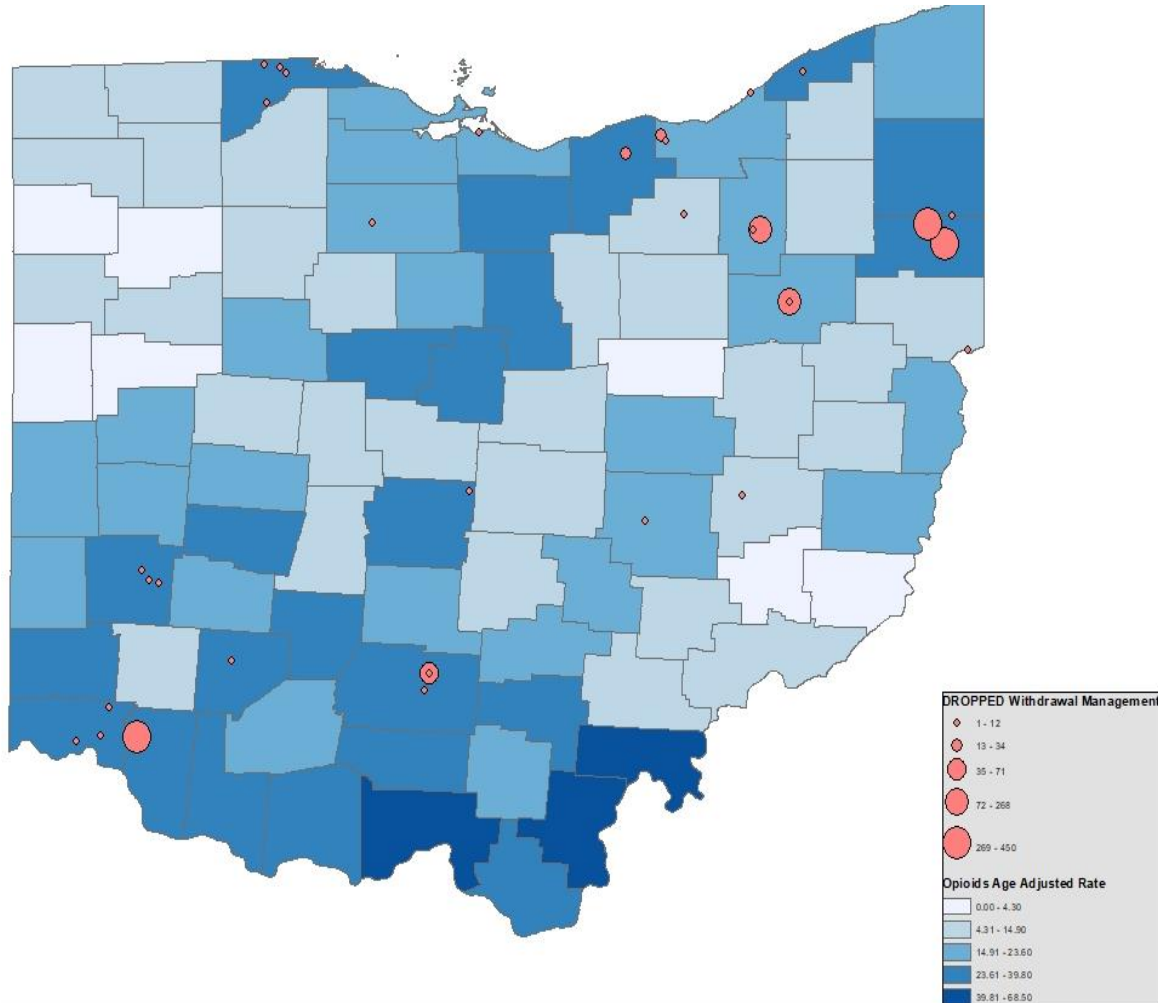 DROPPED Withdrawal Management
1 - 12
13 - 34
35 - 71
72 - 268
269 - 450
Opioids Age Adjusted Rate
0.00 - 4.30
4.31 - 14.90
14.91 - 23.60
23.61 - 39.80
39.81 - 68.50